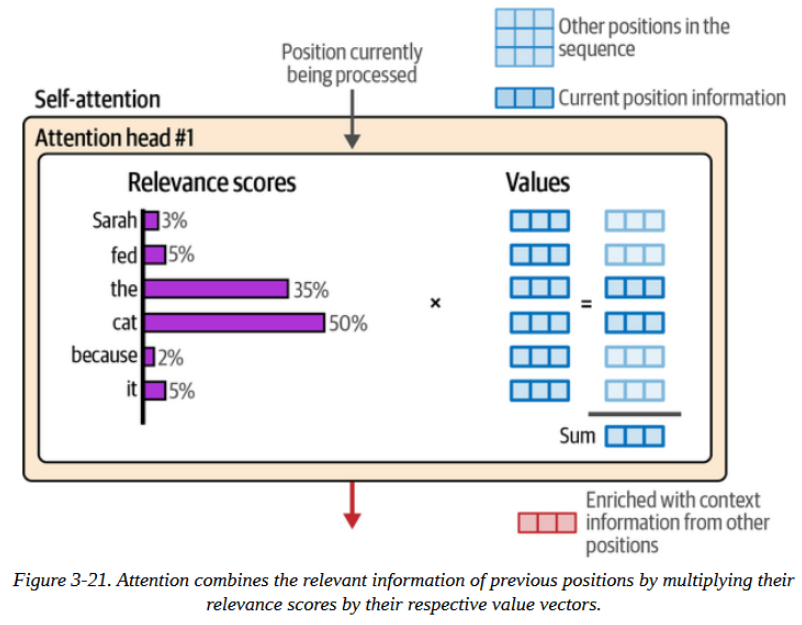 Position currently
being processed
Other positions in the
sequence
Current position information
Self-attention
Attention head #1
Relevance scores
Values
Sarah 3%
fed 5%
the 35%
cat 50%
because 2%
it 5%
× =
Sum
Enriched with context
information from other
positions
Figure 3-21. Attention combines the relevant information of previous positions by multiplying their
relevance scores by their respective value vectors.